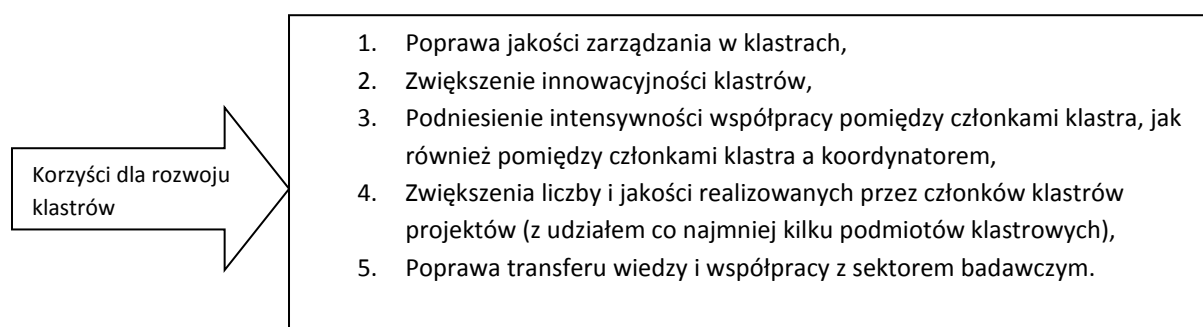 Korzyści dla rozwoju
klastrów
1. Poprawa jakości zarządzania w klastrach,
2. Zwiększenie innowacyjności klastrów,
3. Podniesienie intensywności współpracy pomiędzy członkami klastra, jak
również pomiędzy członkami klastra a koordynatorem,
4. Zwiększenia liczby i jakości realizowanych przez członków klastrów
projektów (z udziałem co najmniej kilku podmiotów klastrowych),
5. Poprawa transferu wiedzy i współpracy z sektorem badawczym.